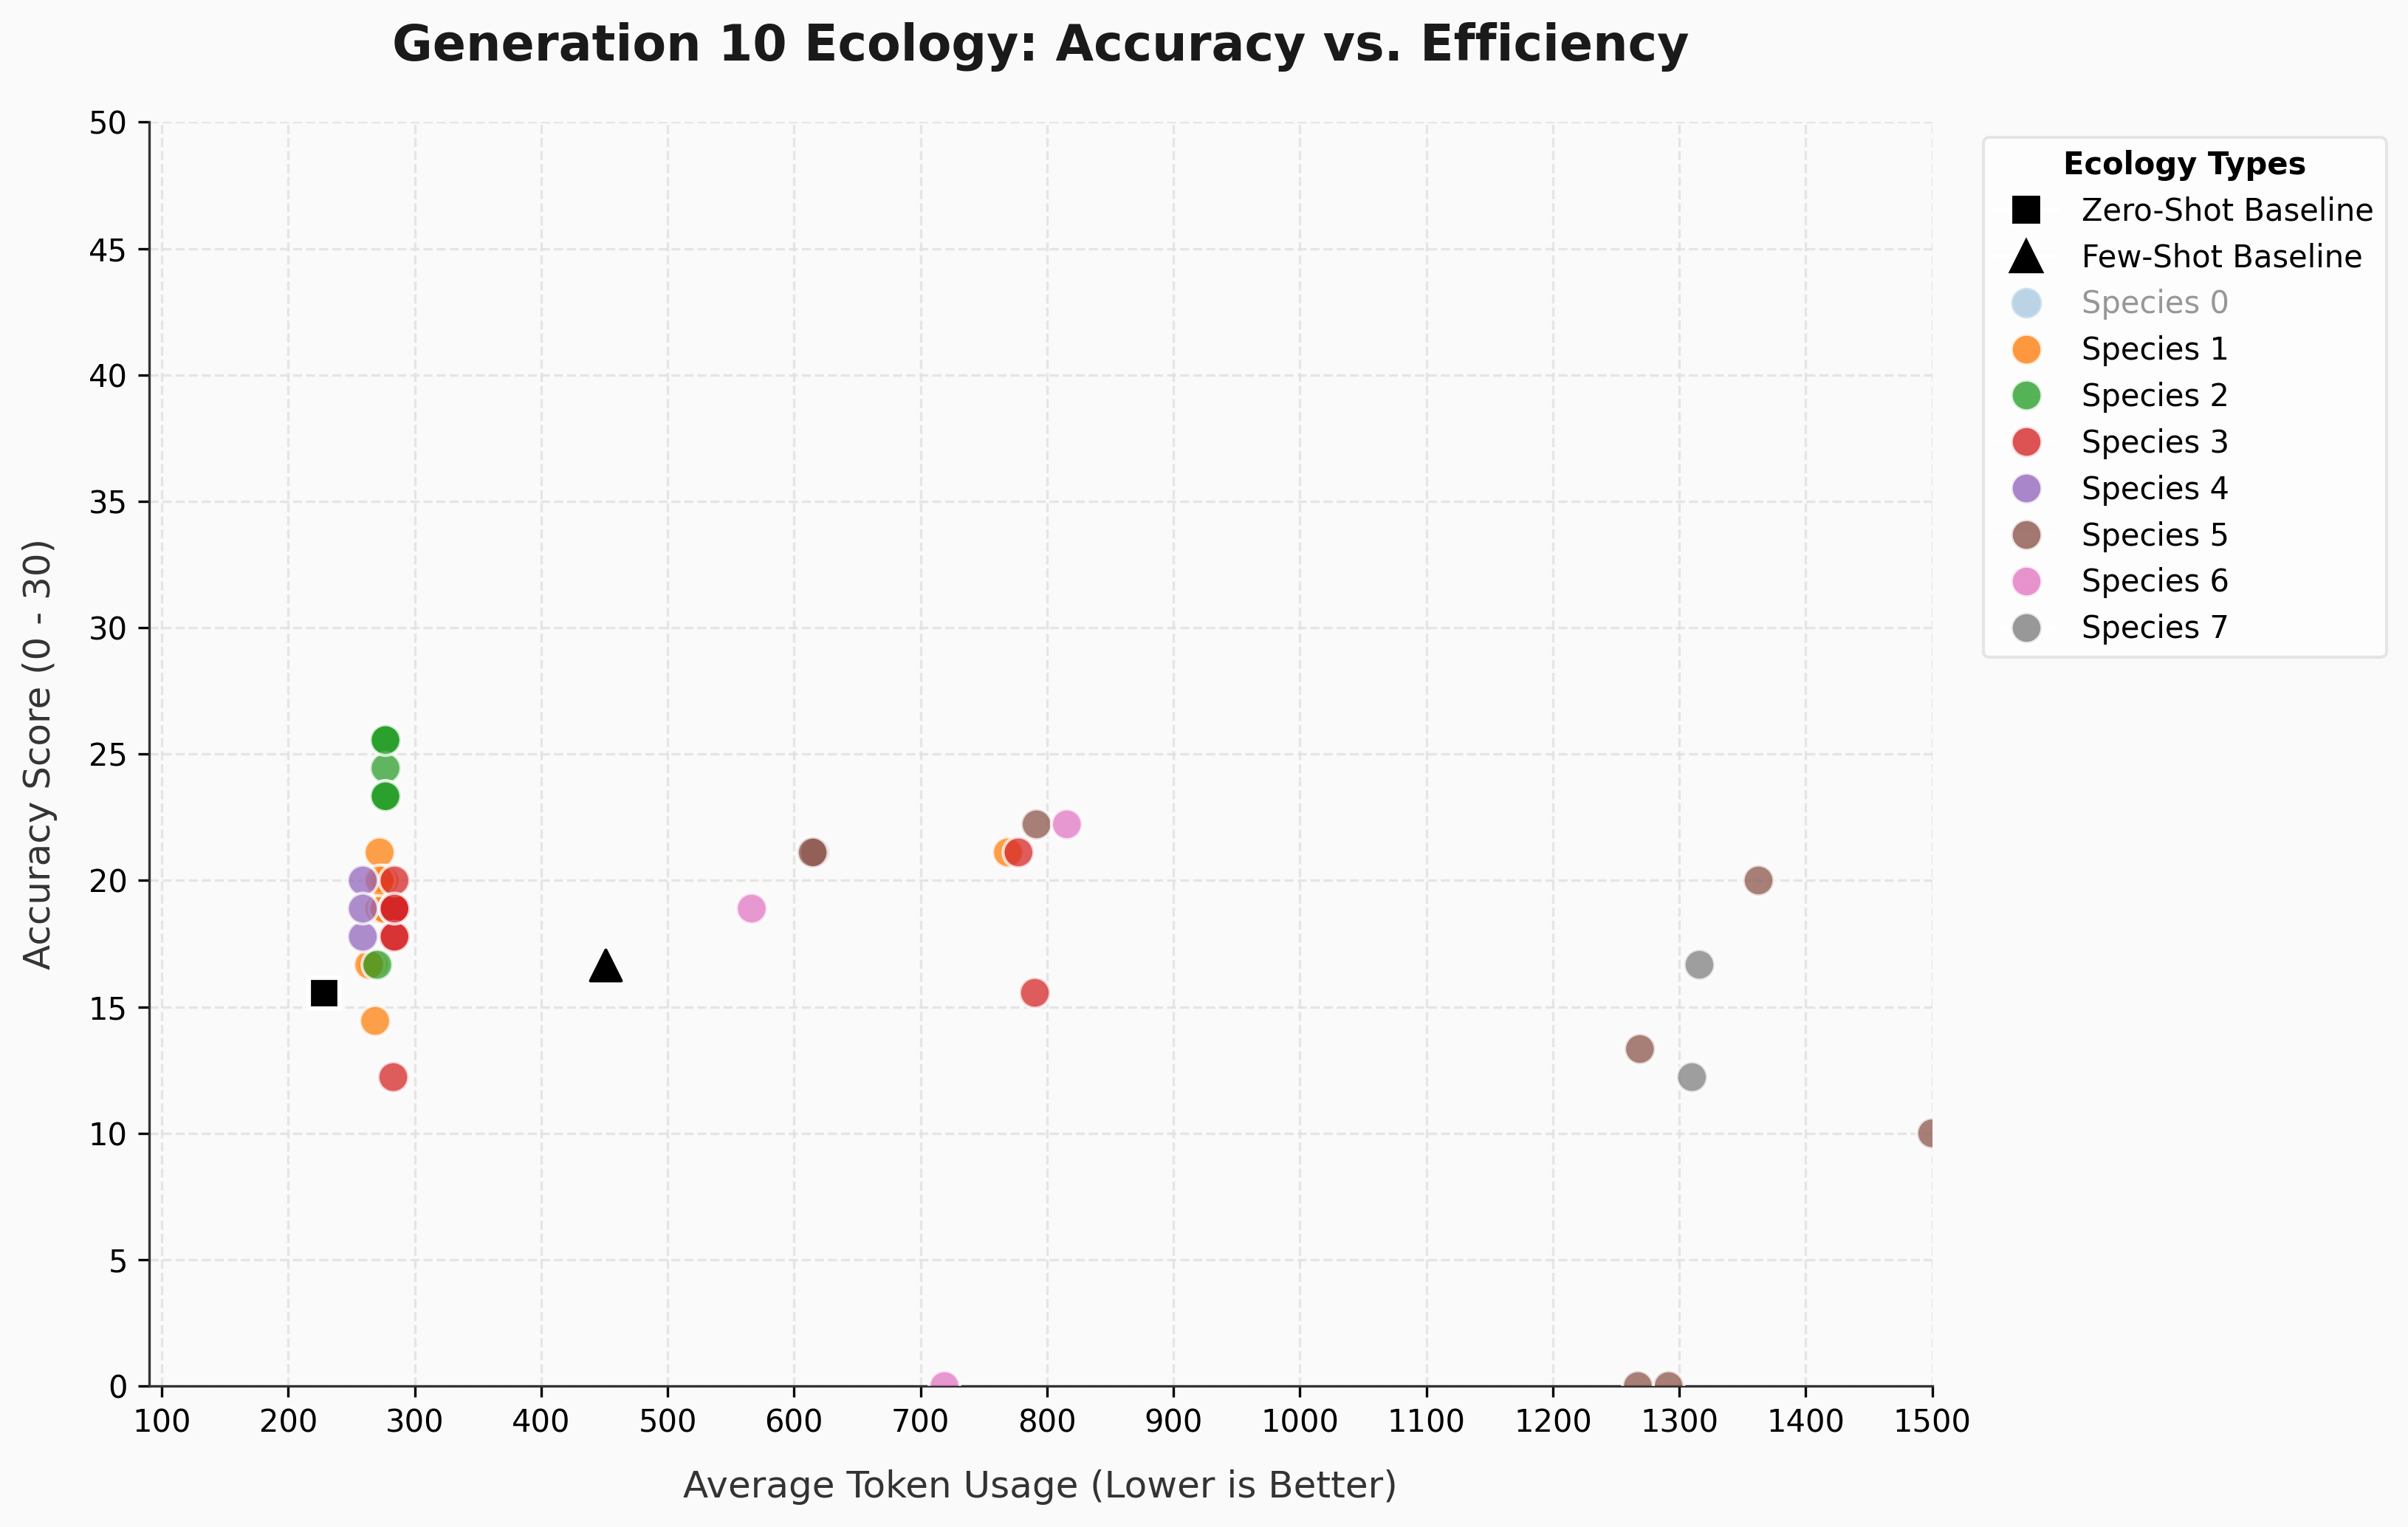 Generation 10 Ecology: Accuracy vs. Efficiency
50
45
40
35
30
25
20
15
10
5
0
Accuracy Score (0 - 30)
100 200 300 400 500 600 700 800 900 1000 1100 1200 1300 1400 1500
Average Token Usage (Lower is Better)
Ecology Types
Zero-Shot Baseline
Few-Shot Baseline
Species 0
Species 1
Species 2
Species 3
Species 4
Species 5
Species 6
Species 7